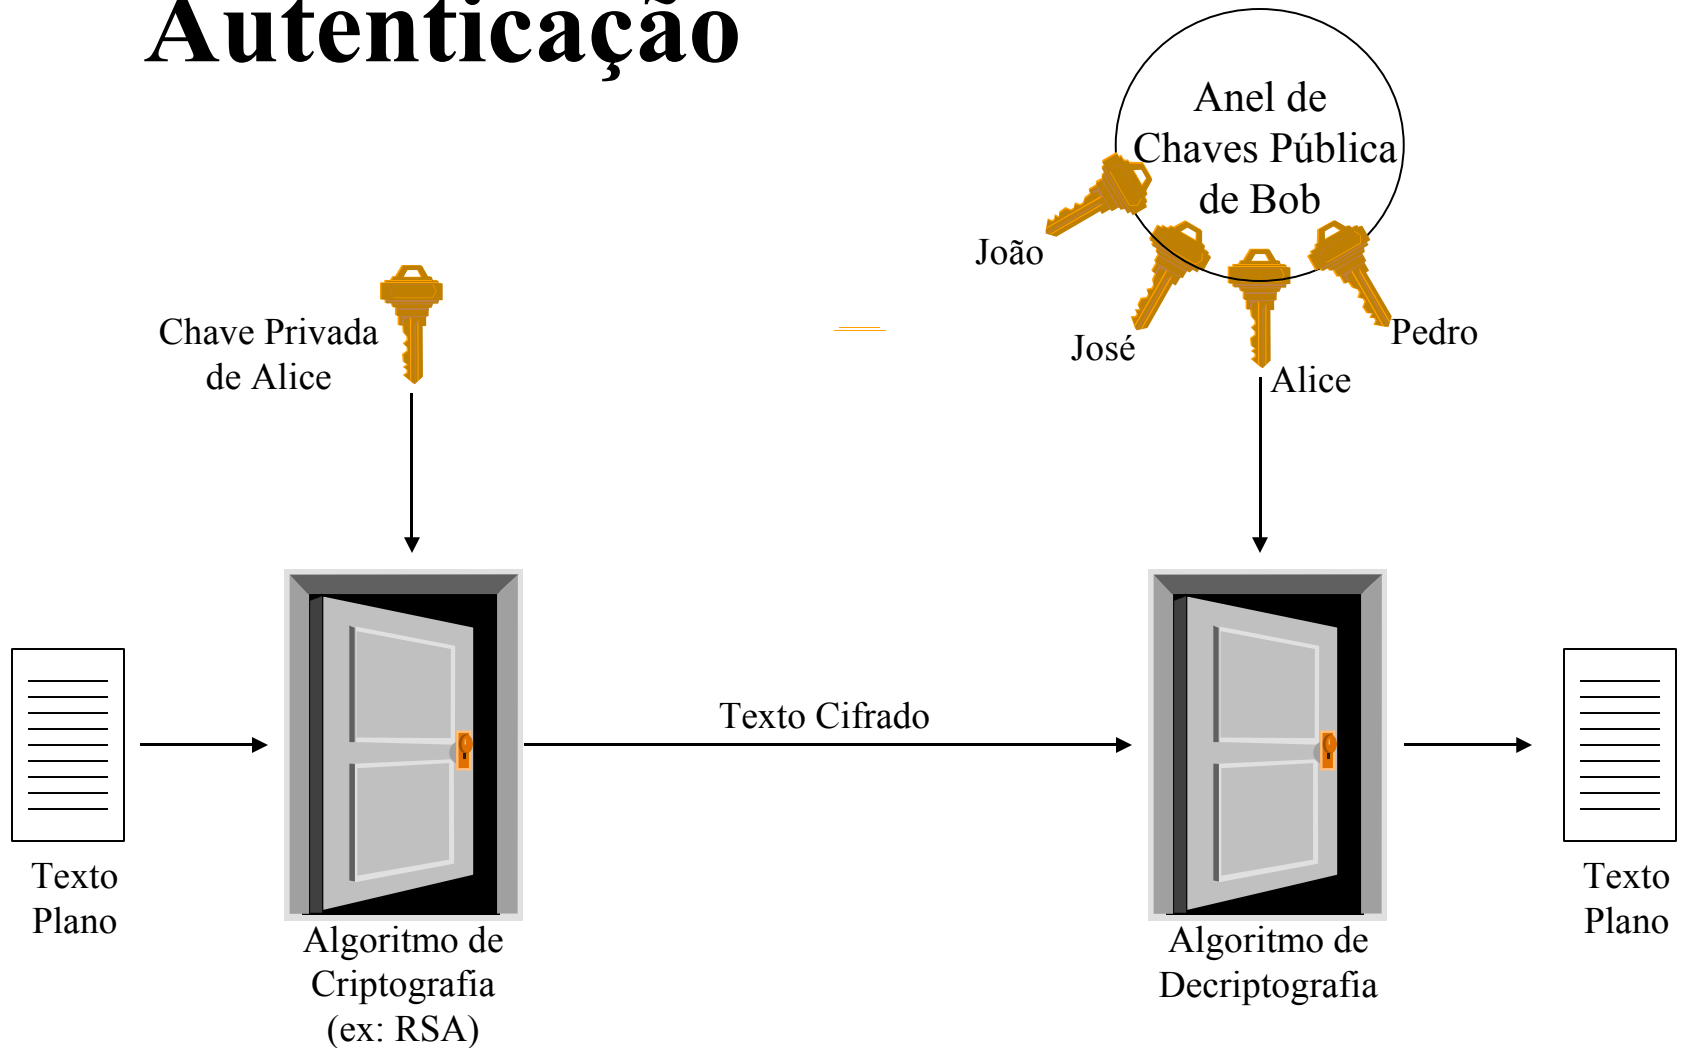 Autenticação
Anel de
Chaves Pública
de Bob
João
José
Alice
Pedro
Chave Privada
de Alice
Texto Cifrado
Texto
Plano
Algoritmo de
Criptografia
(ex: RSA)
Algoritmo de
Decriptografia
Texto
Plano